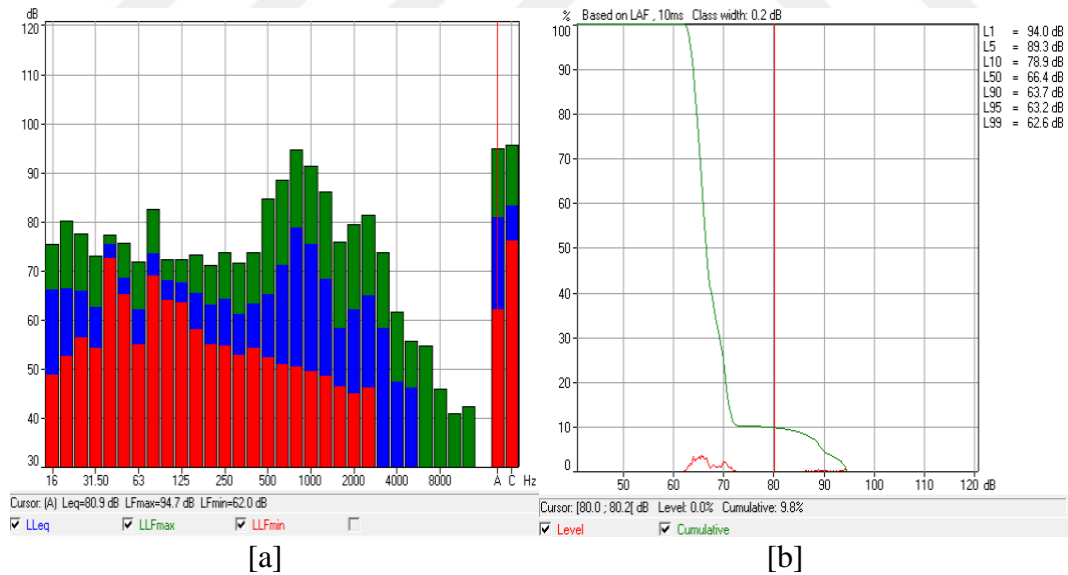 dB
120
110
100
90
80
70
60
50
40
30
16 31.50 63 125 250 500 1000 2000 4000 8000 A C Hz
Cursor: (A) Leq=80.9 dB LFmax=94.7 dB LFmin=62.0 dB
LLeq LLFmax LLFmin
[a]
% Based on LAF , 10ms Class width: 0.2 dB
100
90
80
70
60
50
40
30
20
10
0
50 60 70 80 90 100 110 120 dB
L1 = 94.0 dB
L5 = 89.3 dB
L10 = 78.9 dB
L50 = 66.4 dB
L90 = 63.7 dB
L95 = 63.2 dB
L99 = 62.6 dB
Cursor: [80.0 ; 80.2[ dB Level: 0.0% Cumulative: 9.8%
Level Cumulative
[b]